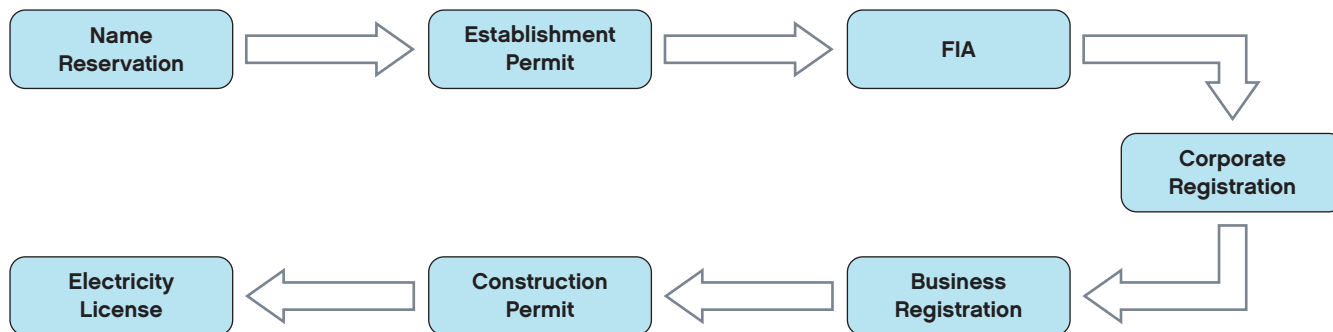 Name
Reservation
Establishment
Permit
FIA
Corporate
Registration
Business
Registration
Construction
Permit
Electricity
License